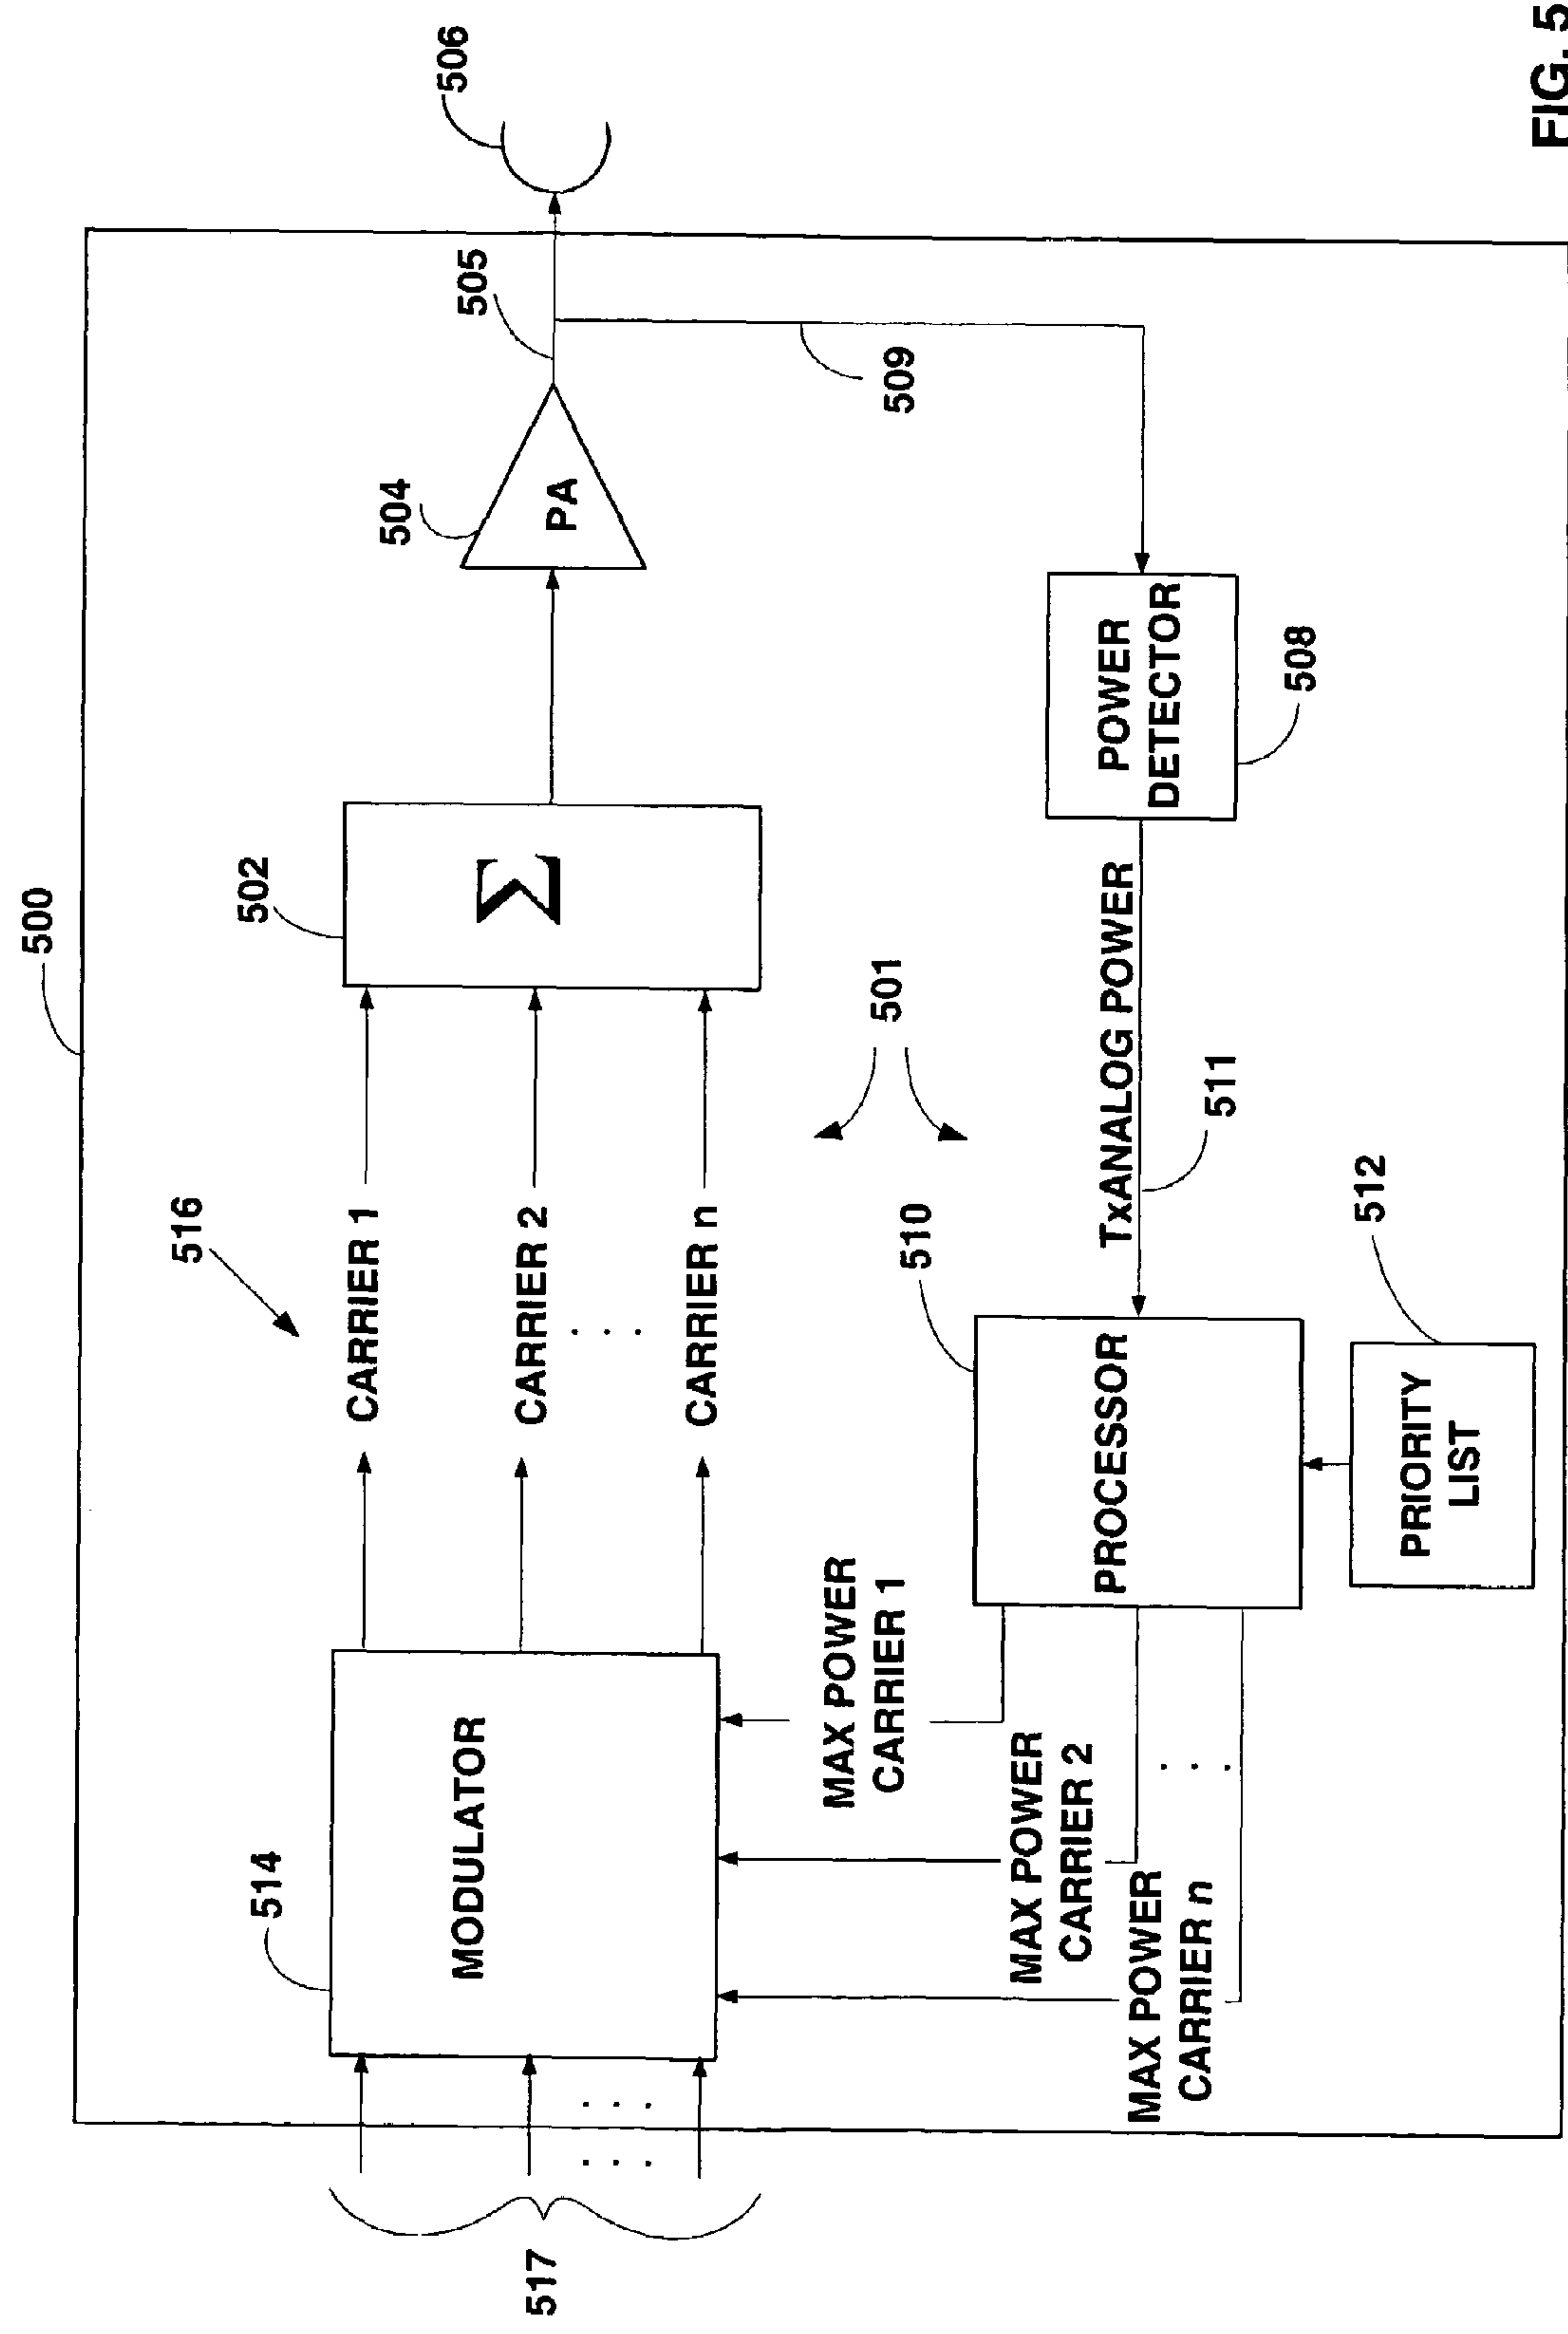 500
516
502
514
CARRIER 1
CARRIER 2
. . .
CARRIER n
MODULATOR
Σ
504
PA
505
506
517
. . .
. . .
501
509
MAX POWER
CARRIER 1
MAX POWER
CARRIER 2
. . .
MAX POWER
CARRIER n
510
PROCESSOR
TxANALOG POWER
511
POWER
DETECTOR
508
512
PRIORITY
LIST
FIG. 5